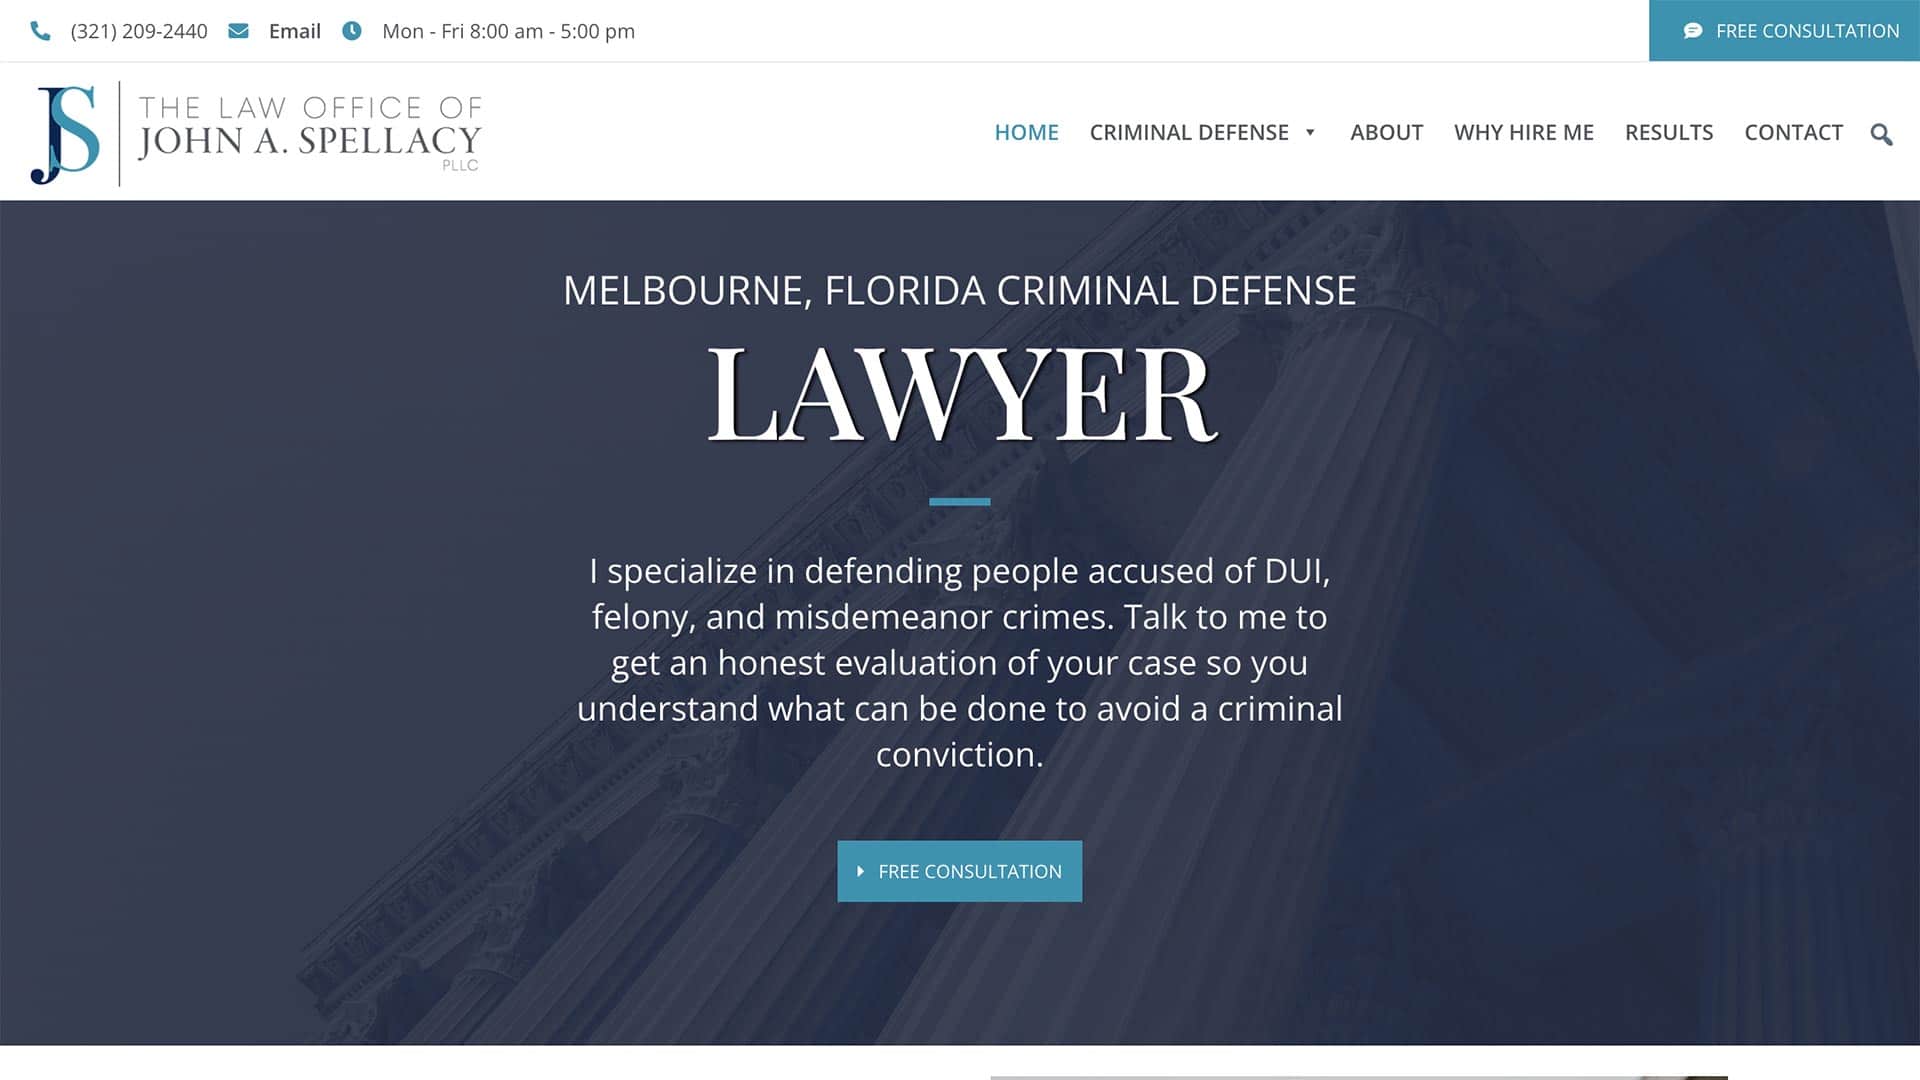 (321) 209-2440 Email Mon - Fri 8:00 am - 5:00 pm FREE CONSULTATION
JS
THE LAW OFFICE OF
JOHN A. SPELLACY
PLLC
HOME CRIMINAL DEFENSE ABOUT WHY HIRE ME RESULTS CONTACT
MELBOURNE, FLORIDA CRIMINAL DEFENSE
LAWYER
I specialize in defending people accused of DUI,
felony, and misdemeanor crimes. Talk to me to
get an honest evaluation of your case so you
understand what can be done to avoid a criminal
conviction.
FREE CONSULTATION